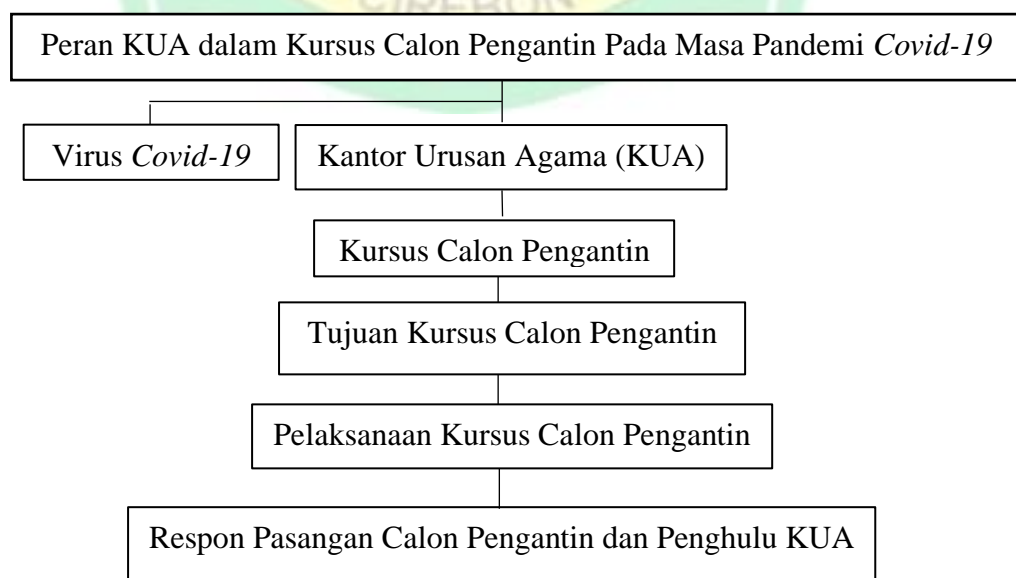 CIREBON
Peran KUA dalam Kursus Calon Pengantin Pada Masa Pandemi Covid-19
Virus Covid-19
Kantor Urusan Agama (KUA)
Kursus Calon Pengantin
Tujuan Kursus Calon Pengantin
Pelaksanaan Kursus Calon Pengantin
Respon Pasangan Calon Pengantin dan Penghulu KUA